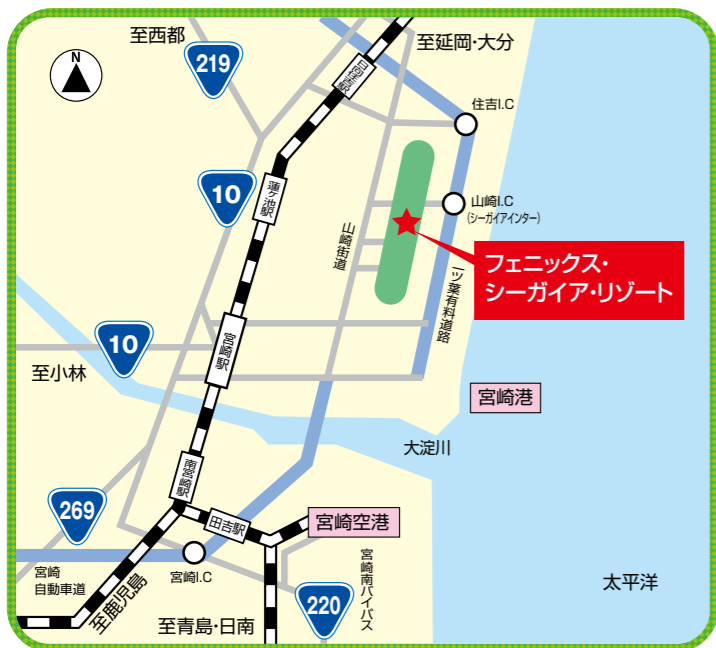 至西都
至延岡・大分
N
219
日向住吉駅
住吉I.C
10
蓮ヶ池駅
山崎I.C
(シーガイアインター)
山崎街道
フェニックス・
シーガイア・リゾート
一ツ葉有料道路
10
宮崎駅
至小林
宮崎港
大淀川
南宮崎駅
269
田吉駅
宮崎空港
宮崎
自動車道
至鹿児島
宮崎I.C
宮崎南バイパス
220
太平洋
至青島・日南